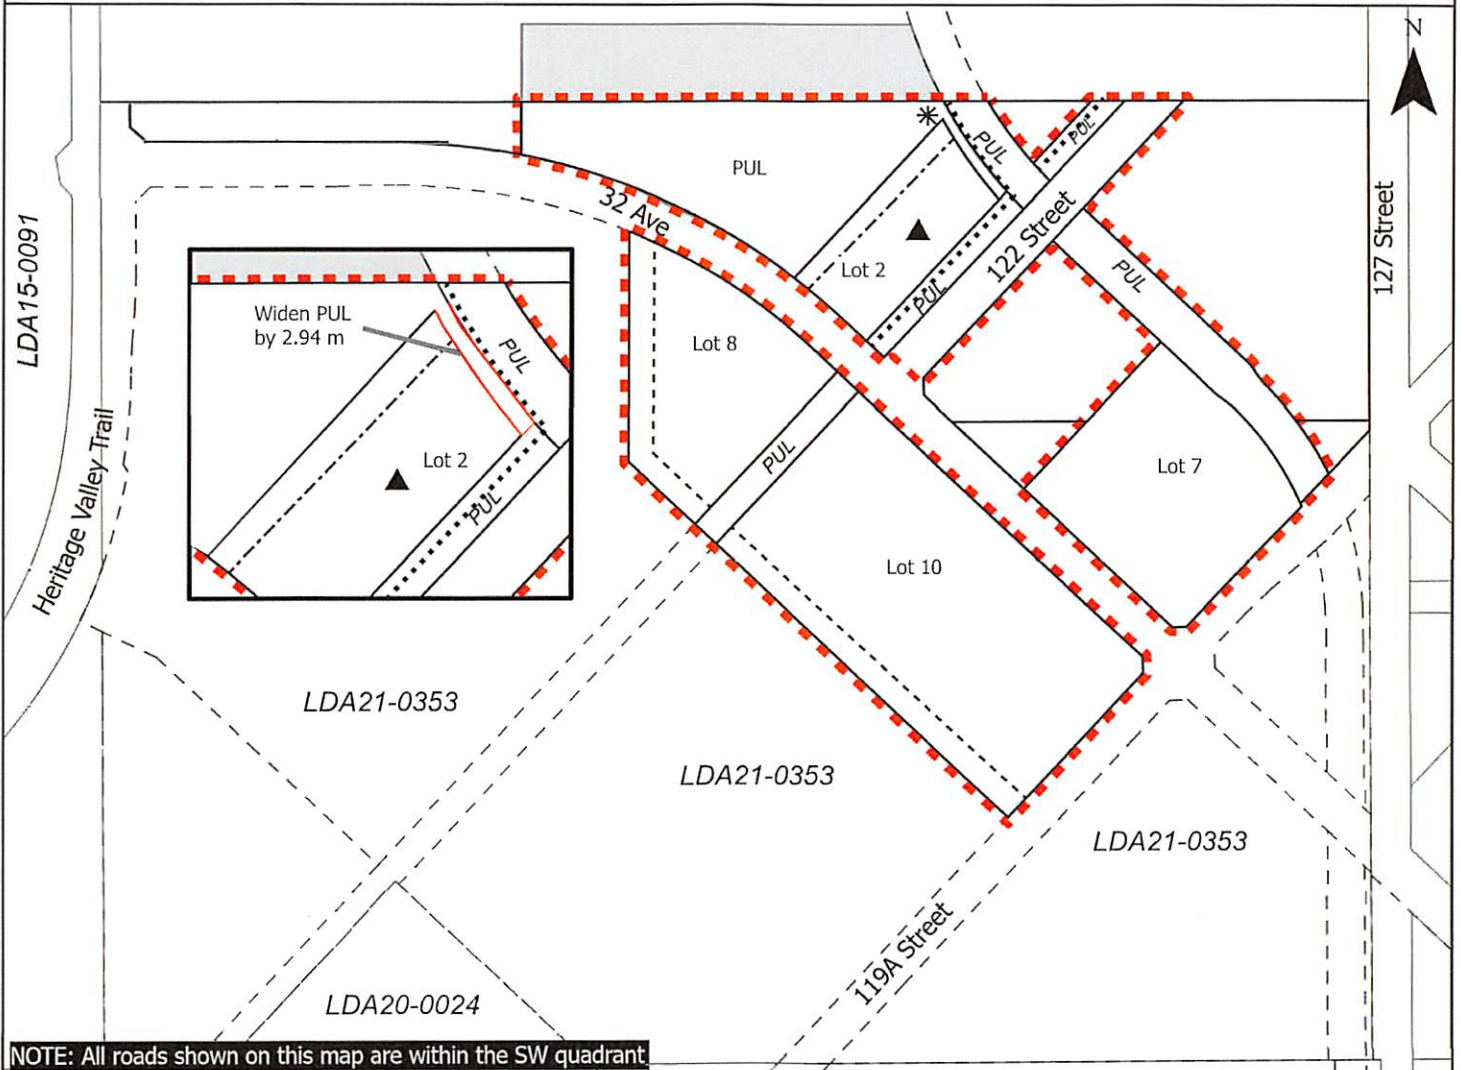 N
PUL
PUL
PUL
32 Ave
122 Street
127 Street
LDA15-0091
Lot 2
PUL
PUL
Widen PUL
by 2.94 m
PUL
Lot 8
Lot 2
PUL
PUL
Lot 7
Heritage Valley Trail
Lot 10
LDA21-0353
LDA21-0353
LDA21-0353
119A Street
LDA20-0024
NOTE: All roads shown on this map are within the SW quadrant